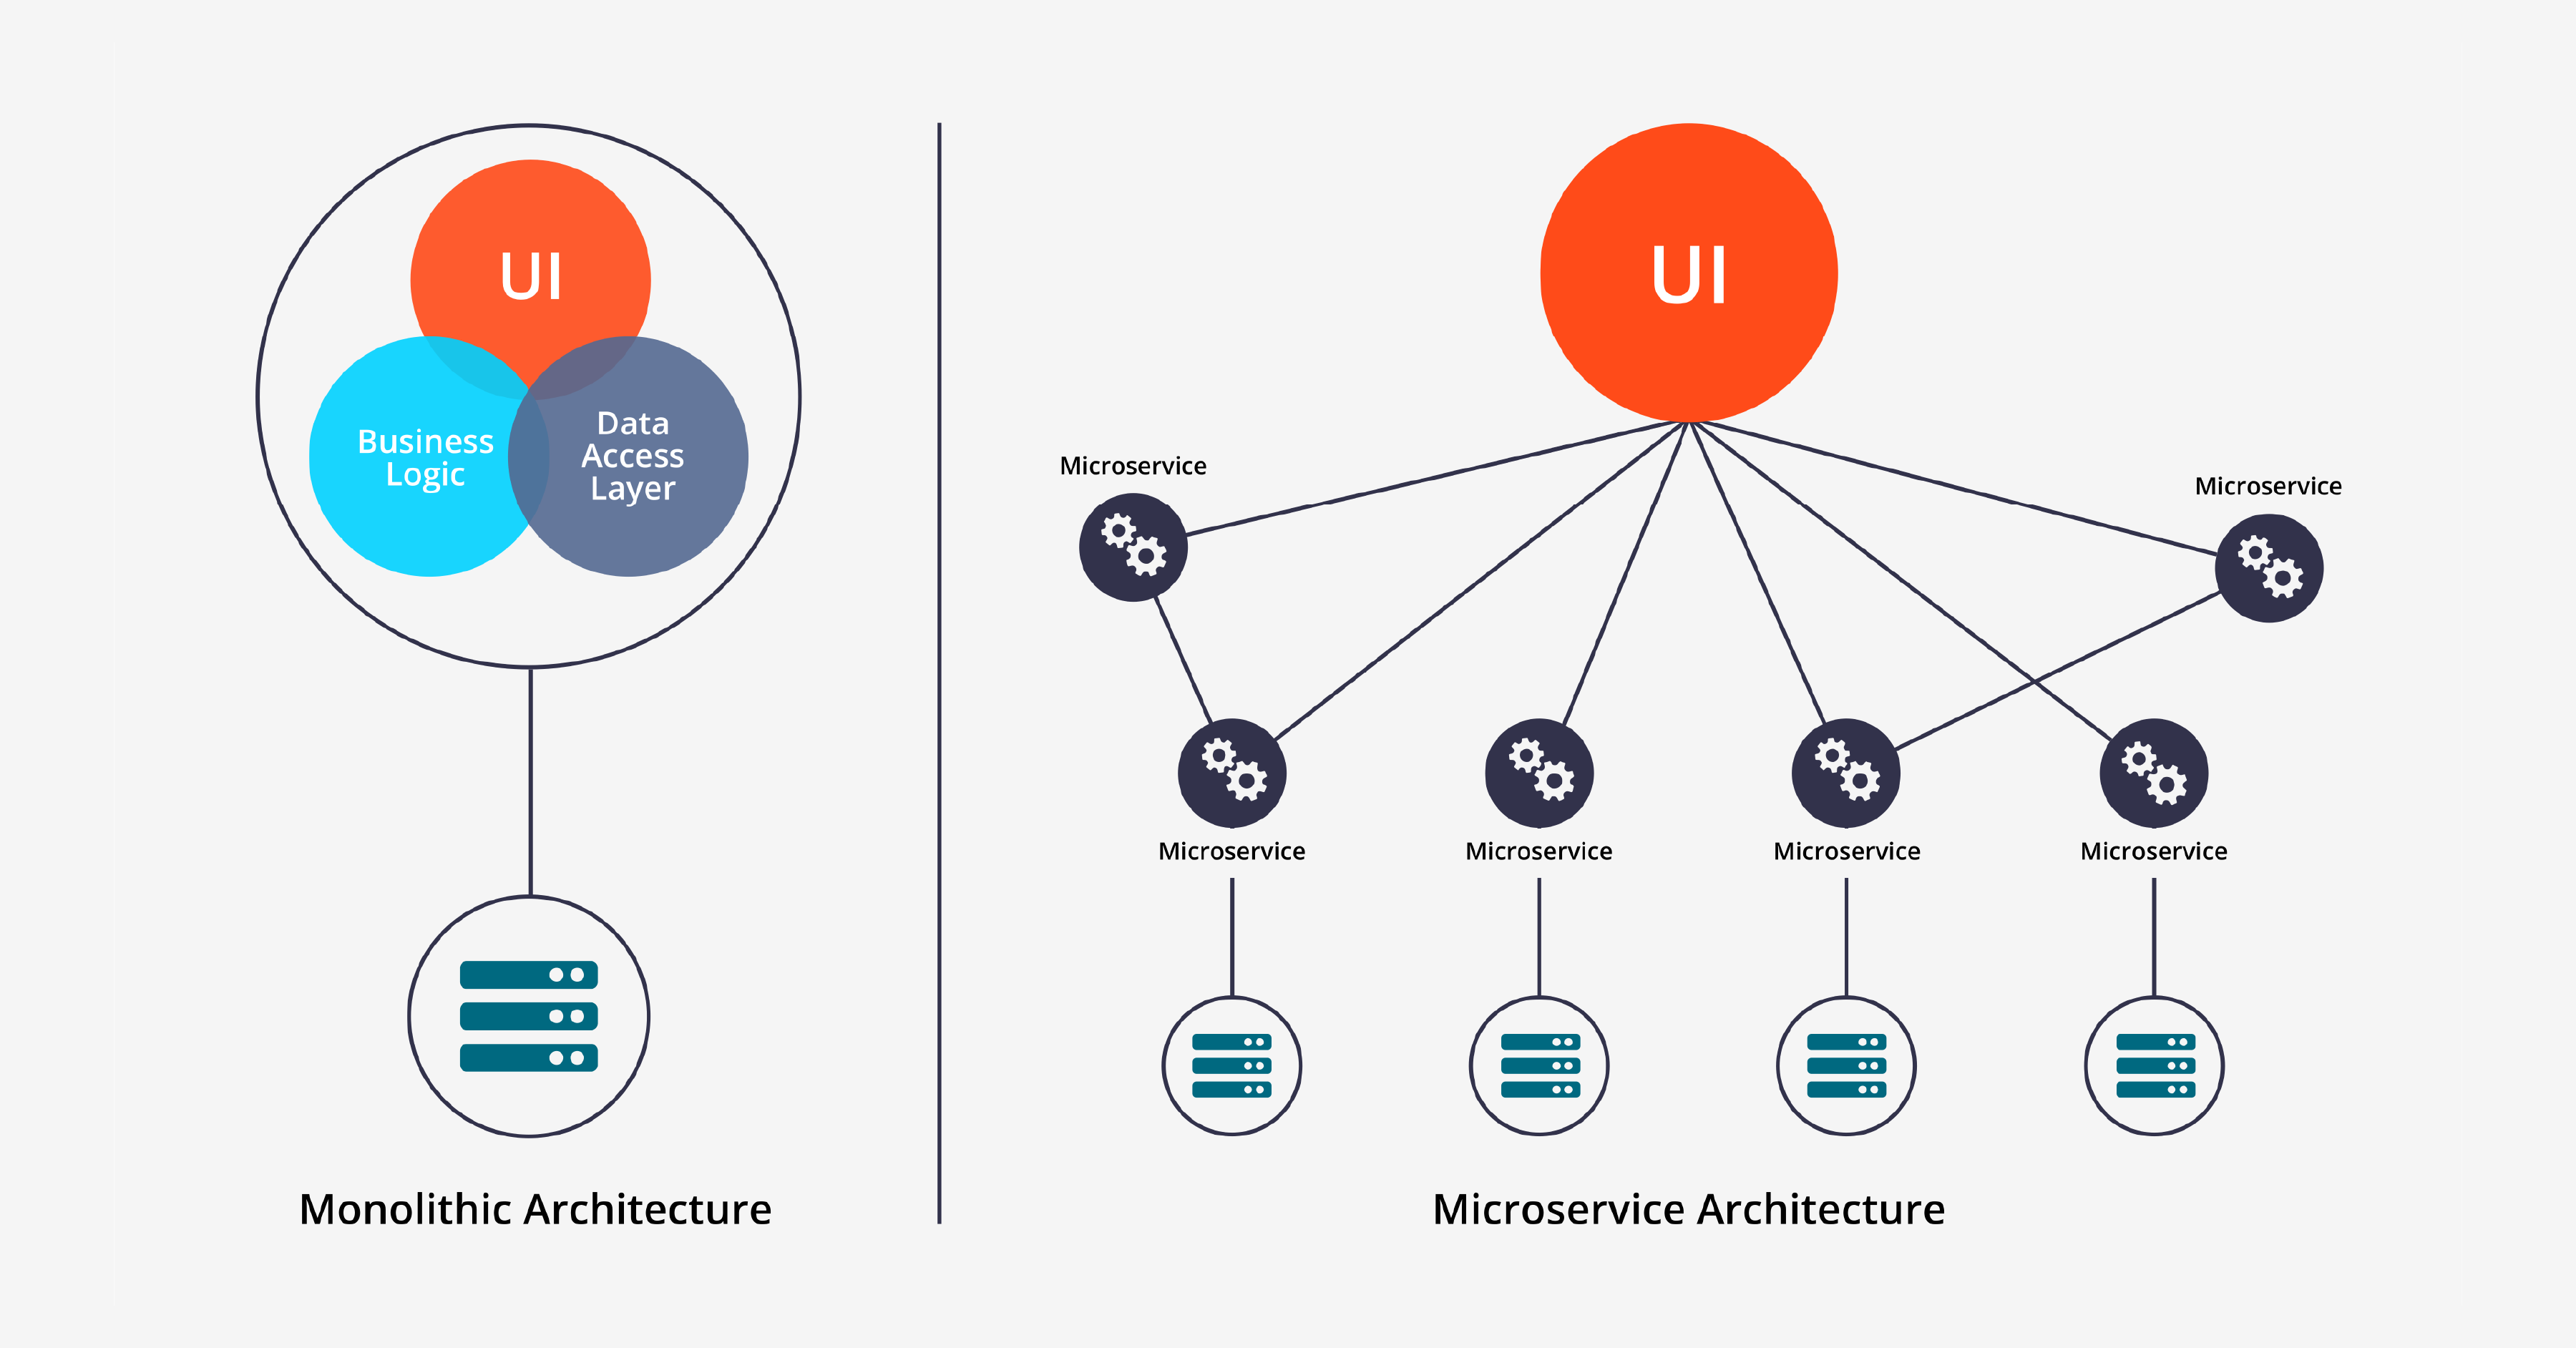 UI
Business
Logic
Data
Access
Layer
Monolithic Architecture
UI
Microservice
Microservice
Microservice
Microservice
Microservice
Microservice
Microservice Architecture